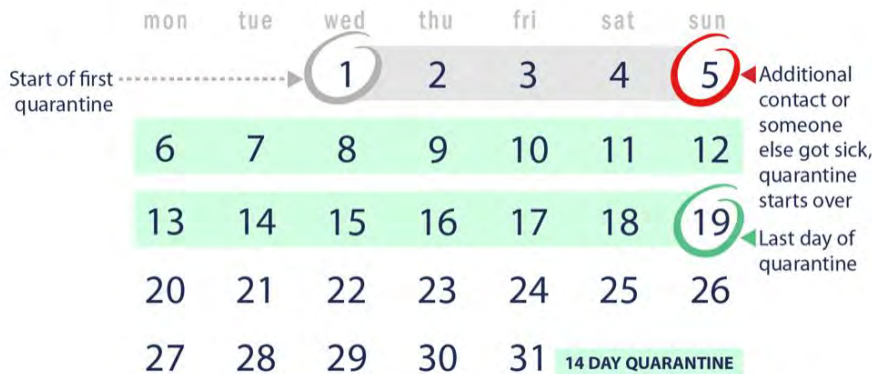 mon tue wed thu fri sat sun
Start of first
quarantine
1 2 3 4 5
Additional
contact or
someone
else got sick,
quarantine
starts over
6 7 8 9 10 11 12
13 14 15 16 17 18 19
Last day of
quarantine
20 21 22 23 24 25 26
27 28 29 30 31
14 DAY QUARANTINE